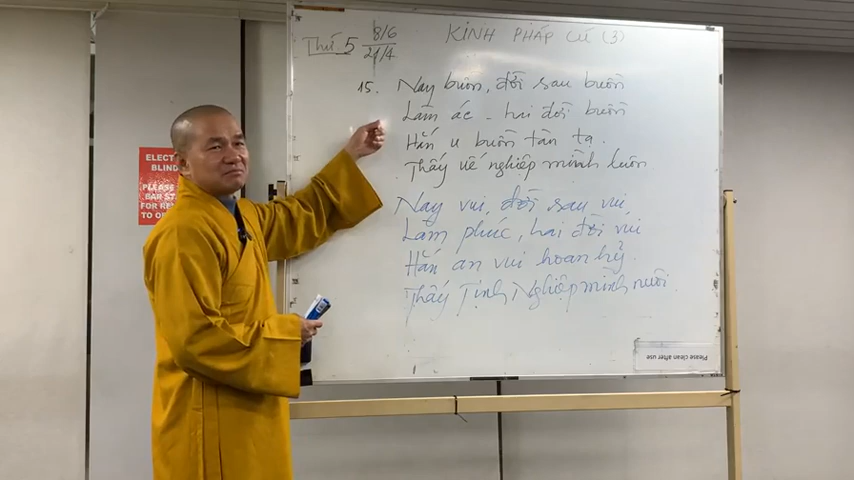 Thứ 5 8/6
21/4
KINH PHÁP CÚ (3)
15. Nay buồn, đời sau buồn
Làm ác - hai đời buồn
Hắn u buồn tàn tạ.
Thấy uế nghiệp mình luôn
Nay vui, đời sau vui
Làm phúc, hai đời vui
Hắn an vui hoan hỷ.
Thấy Tịnh Nghiệp mình nuôi.
ELECT
BLIND
PLEASE
BAR ST
FOR RE
TO O
Please clean after use